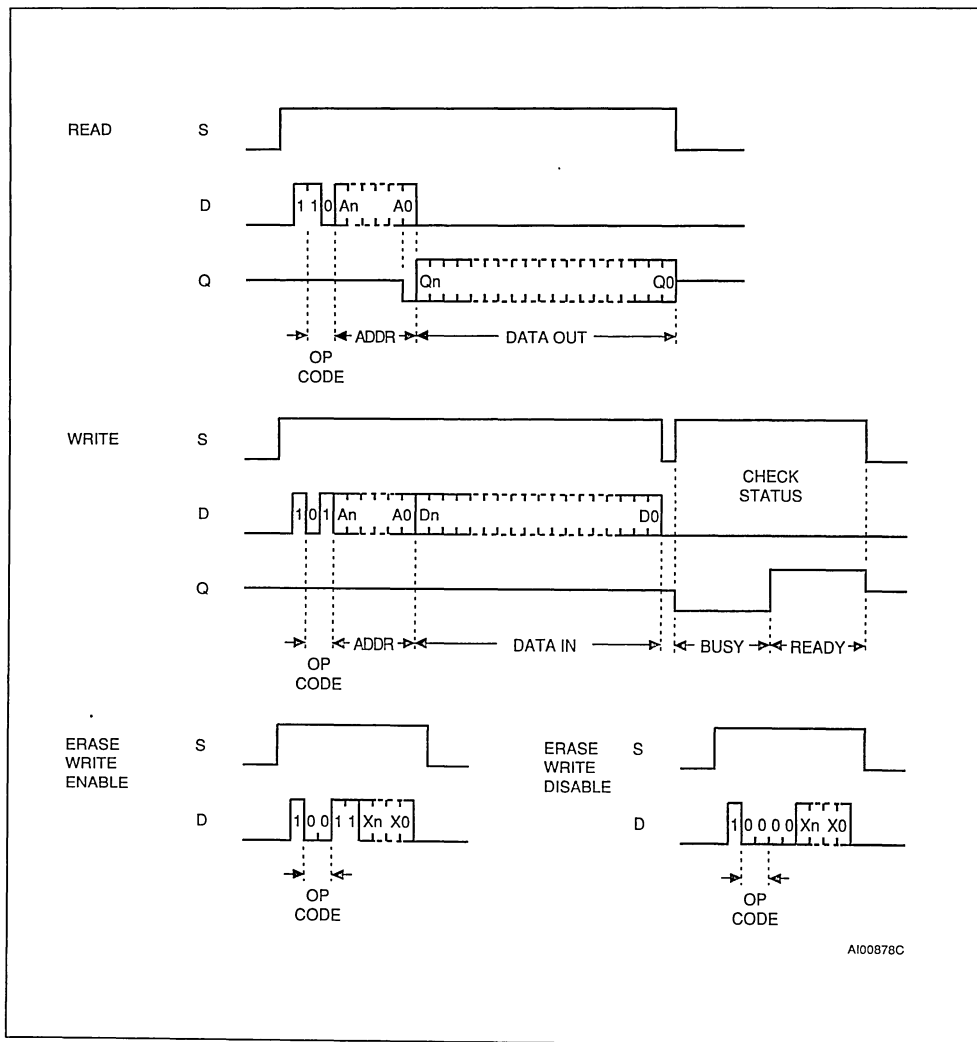 READ S
D 1 1 0 An A0
Q Qn Q0
ADDR DATA OUT
OP
CODE
WRITE S
CHECK
STATUS
D 1 0 1 An A0 Dn D0
Q
ADDR DATA IN BUSY READY
OP
CODE
ERASE
WRITE
ENABLE
S
D 1 0 0 1 1 Xn X0
OP
CODE
ERASE
WRITE
DISABLE
S
D 1 0 0 0 0 Xn X0
OP
CODE
AI00878C